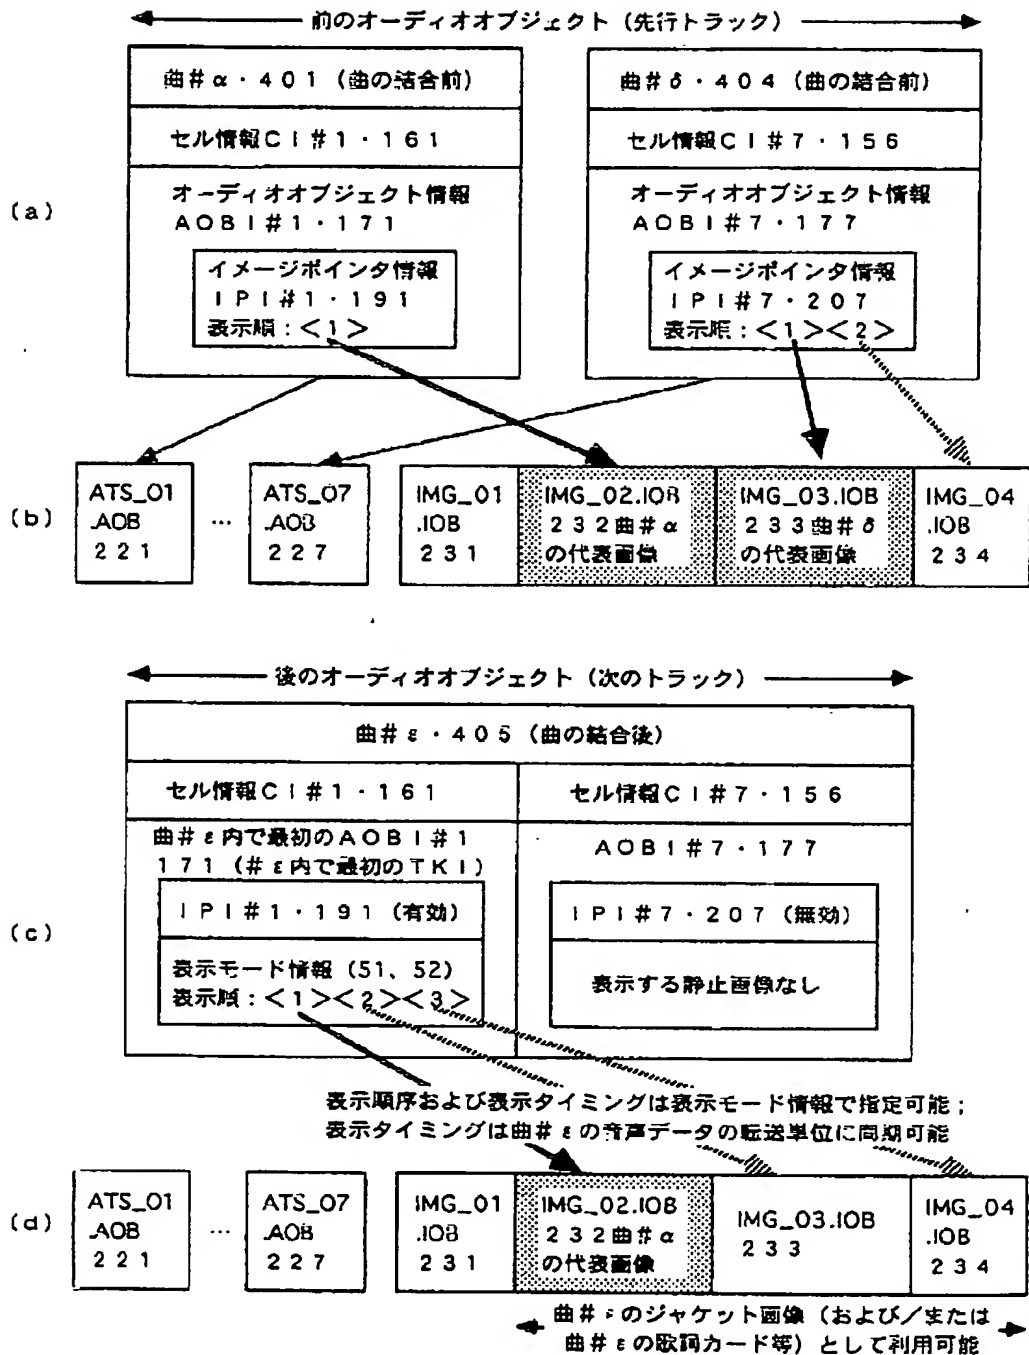 前のオーディオオブジェクト（先行トラック）
曲＃α・４０１（曲の結合前）
セル情報ＣＩ＃１・１６１
オーディオオブジェクト情報
ＡＯＢＩ＃１・１７１
イメージポインタ情報
ＩＰＩ＃１・１９１
表示順：＜１＞
曲＃δ・４０４（曲の結合前）
セル情報ＣＩ＃７・１５６
オーディオオブジェクト情報
ＡＯＢＩ＃７・１７７
イメージポインタ情報
ＩＰＩ＃７・２０７
表示順：＜１＞＜２＞
(a)
(b)
ATS_01
.AOB
２２１
…
ATS_07
.AOB
２２７
IMG_01
.IOB
２３１
IMG_02.IOB
２３２曲＃α
の代表画像
IMG_03.IOB
２３３曲＃δ
の代表画像
IMG_04
.IOB
２３４
後のオーディオオブジェクト（次のトラック）
曲＃ε・４０５（曲の結合後）
セル情報ＣＩ＃１・１６１
曲＃ε内で最初のＡＯＢＩ＃１
１７１（＃ε内で最初のＴＫＩ）
ＩＰＩ＃１・１９１（有効）
表示モード情報（51、52）
表示順：＜１＞＜２＞＜３＞
セル情報ＣＩ＃７・１５６
ＡＯＢＩ＃７・１７７
ＩＰＩ＃７・２０７（無効）
表示する静止画像なし
(c)
表示順序および表示タイミングは表示モード情報で指定可能；
表示タイミングは曲＃εの音声データの転送単位に同期可能
(d)
ATS_01
.AOB
２２１
…
ATS_07
.AOB
２２７
IMG_01
.IOB
２３１
IMG_02.IOB
２３２曲＃α
の代表画像
IMG_03.IOB
２３３
IMG_04
.IOB
２３４
曲＃εのジャケット画像（および／または
曲＃εの歌詞カード等）として利用可能